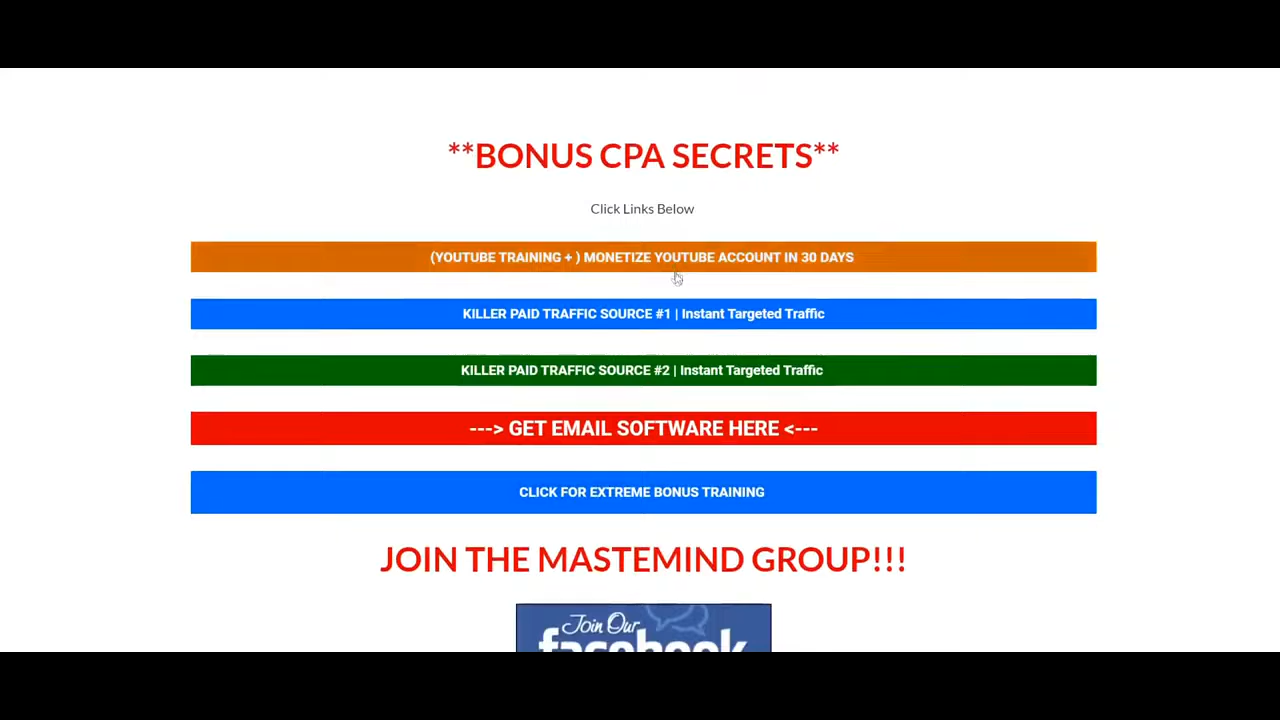 **BONUS CPA SECRETS**
Click Links Below
(YOUTUBE TRAINING + ) MONETIZE YOUTUBE ACCOUNT IN 30 DAYS
KILLER PAID TRAFFIC SOURCE #1 | Instant Targeted Traffic
KILLER PAID TRAFFIC SOURCE #2 | Instant Targeted Traffic
---> GET EMAIL SOFTWARE HERE <---
CLICK FOR EXTREME BONUS TRAINING
JOIN THE MASTEMIND GROUP!!!
Join Our
facebook